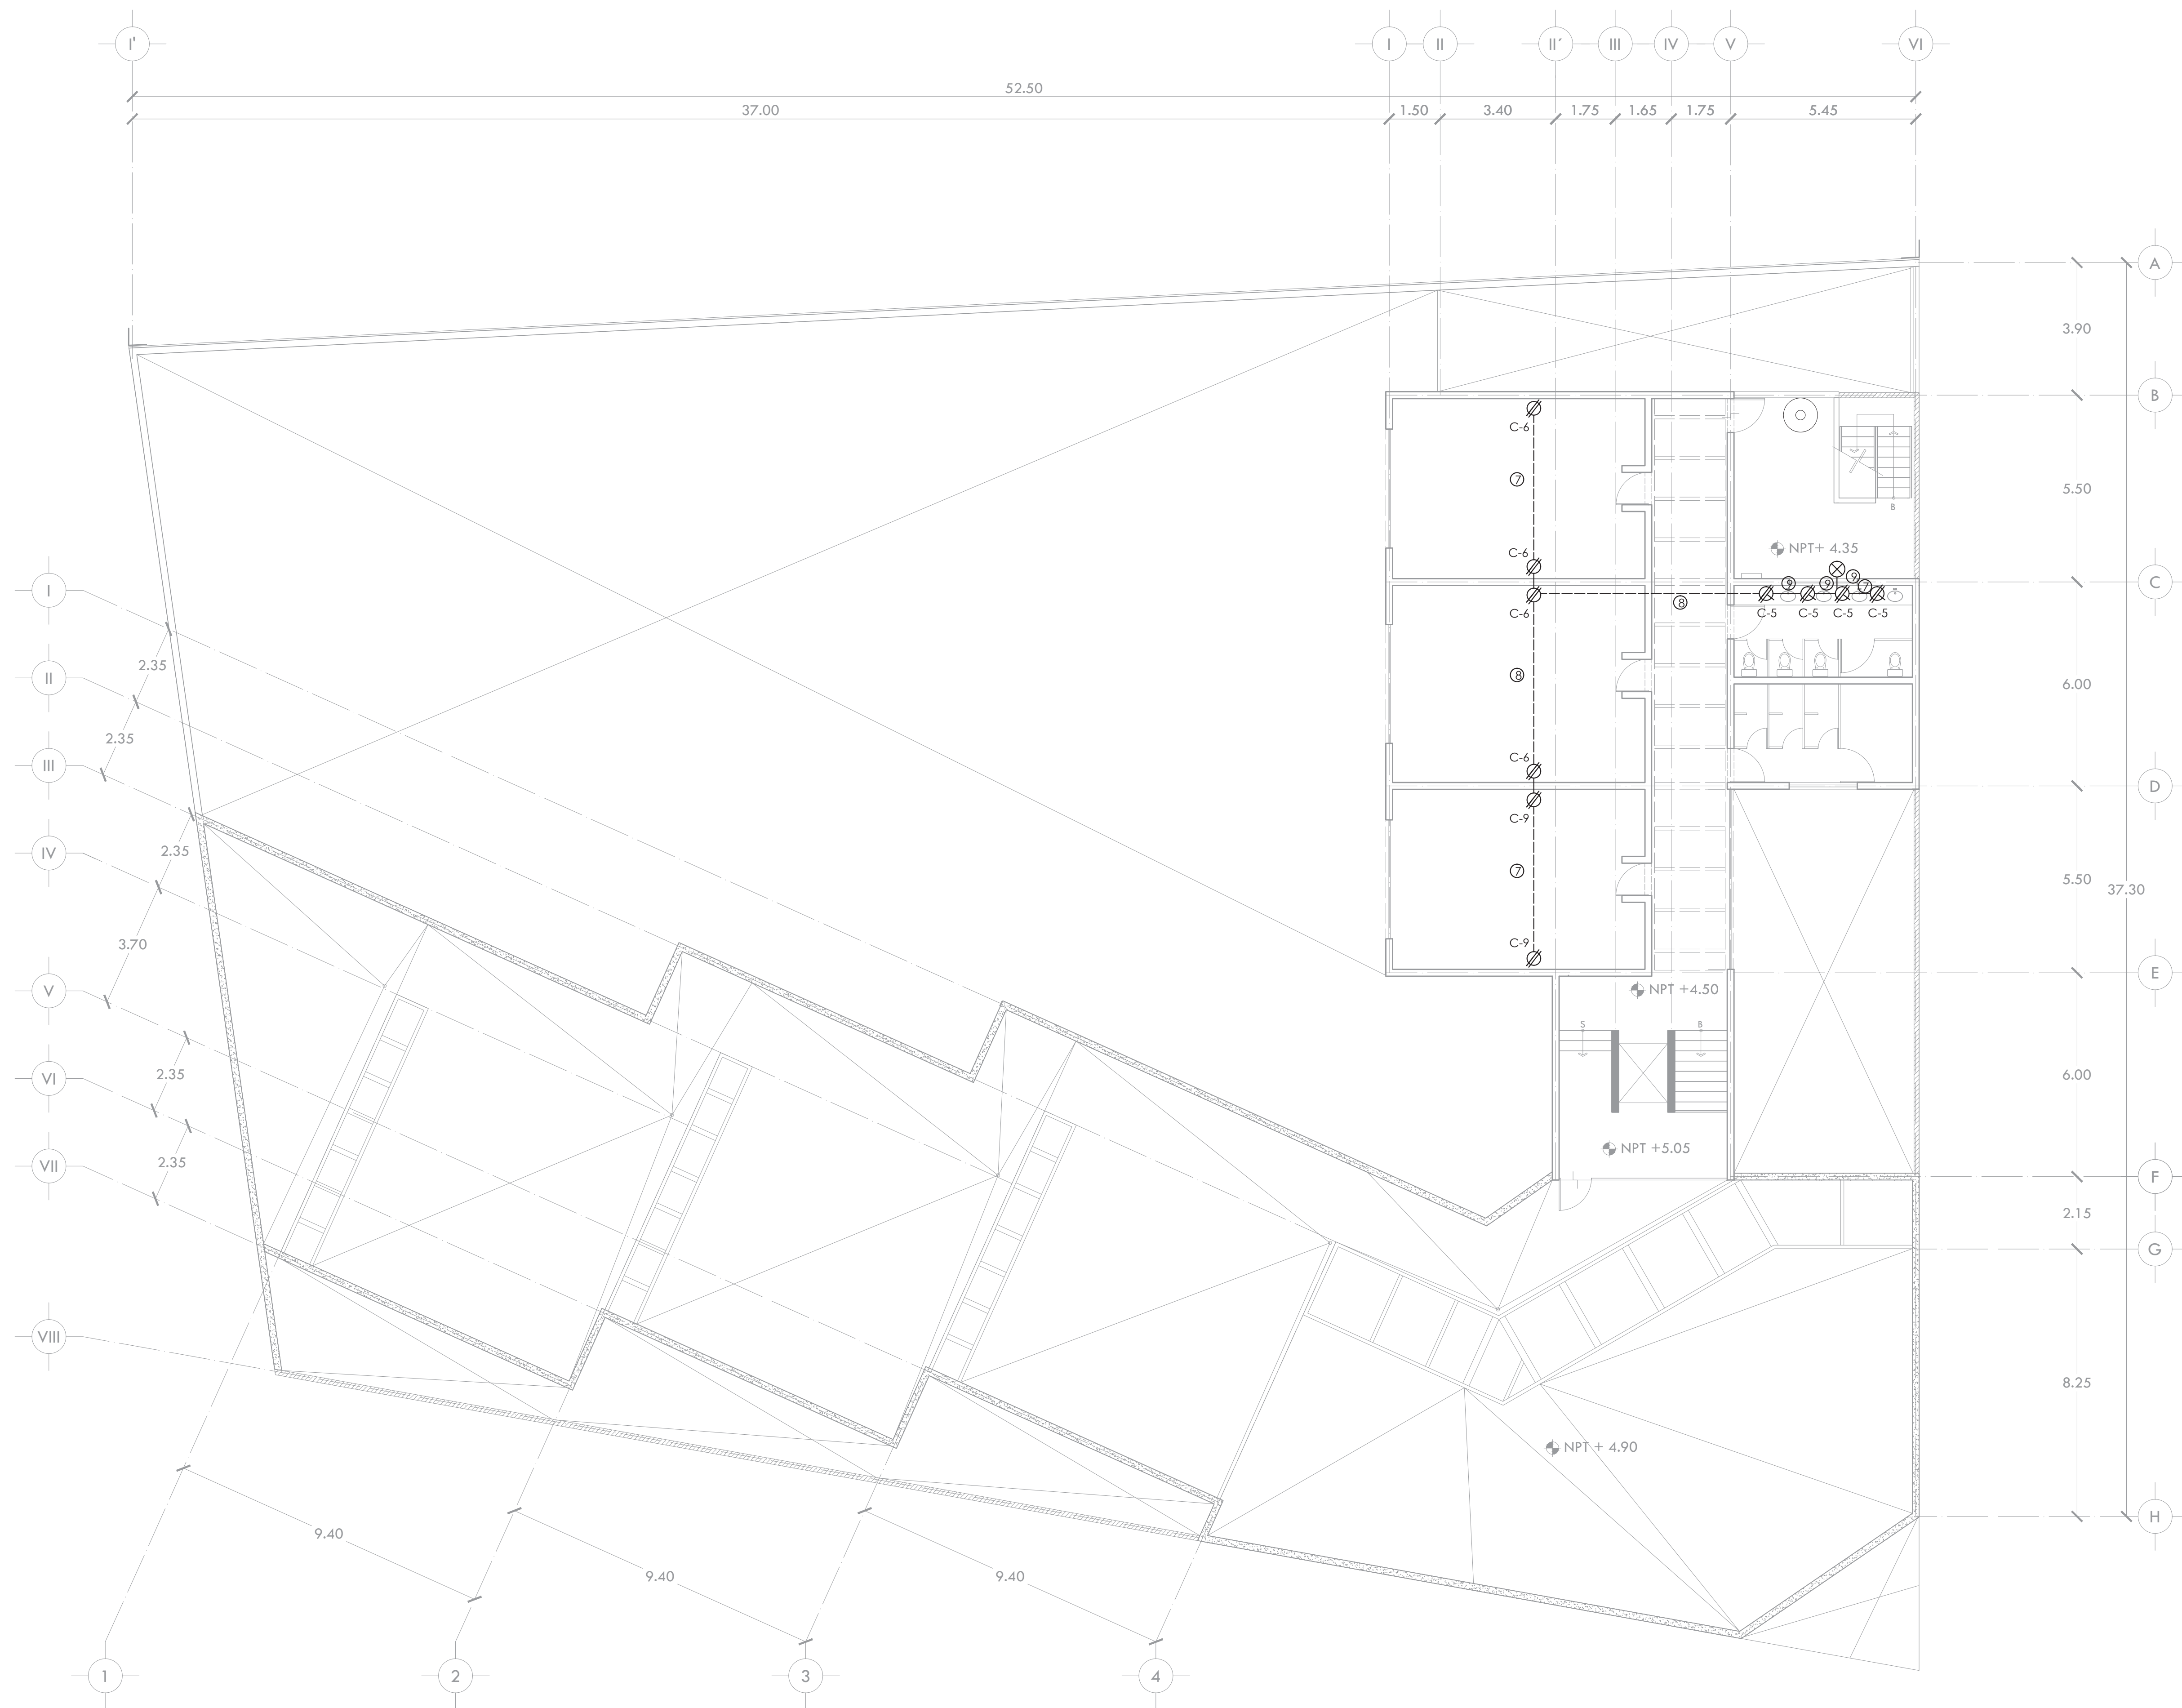 I' I II II´ III IV V VI
52.50
37.00 1.50 3.40 1.75 1.65 1.75 5.45
A
3.90
B
C-6
5.50
7
B
C-6
NPT+ 4.35
C
9 9 9 7
C-6
8
C-5 C-5 C-5 C-5
I
2.35
II
8
6.00
2.35
III
C-6
D
C-9
IV
2.35
7
5.50
37.30
3.70
C-9
E
V
NPT +4.50
S B
2.35
VI
6.00
NPT +5.05
2.35
VII
F
2.15
G
VIII
8.25
NPT + 4.90
H
9.40
9.40
9.40
1 2 3 4